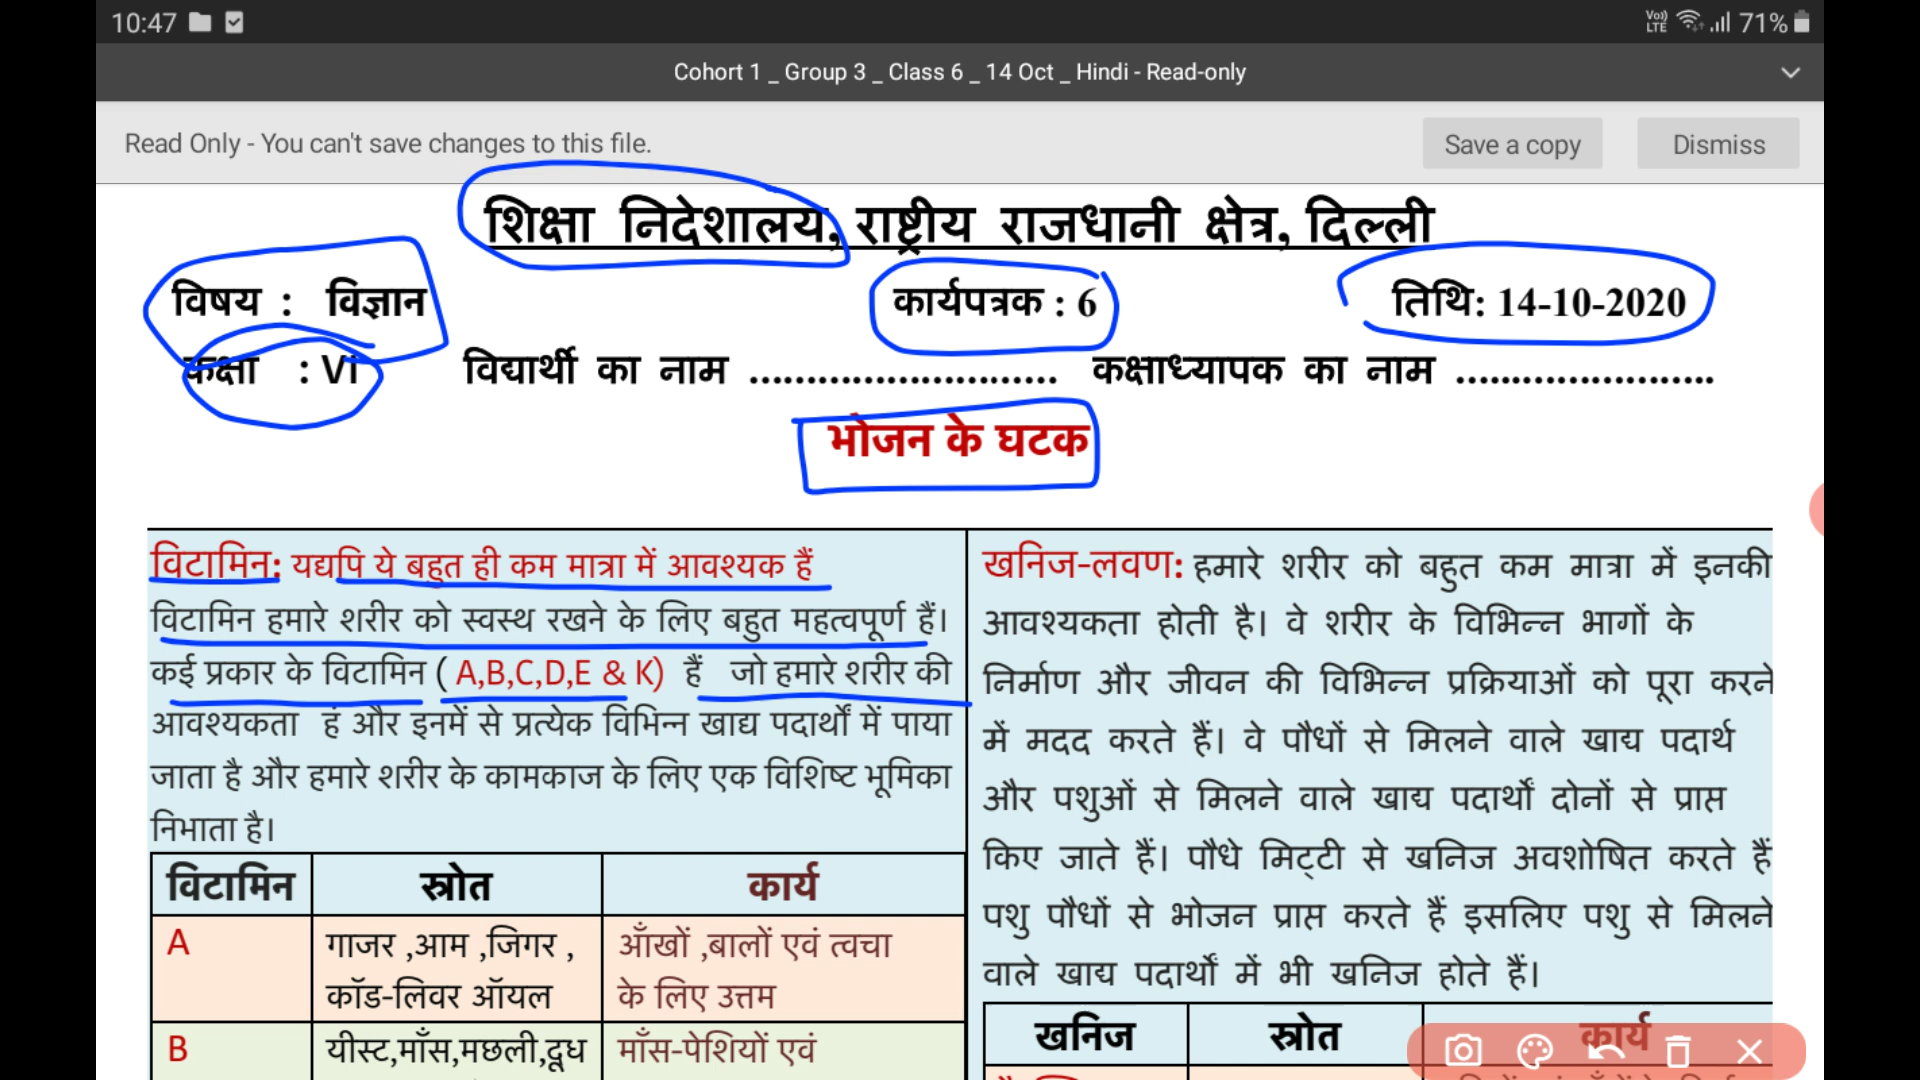 10:47
Vo)) LTE 71%
Cohort 1 _ Group 3 _ Class 6 _ 14 Oct _ Hindi - Read-only
Read Only - You can't save changes to this file.
Save a copy
Dismiss
शिक्षा निदेशालय, राष्ट्रीय राजधानी क्षेत्र, दिल्ली
विषय : विज्ञान कार्यपत्रक : 6 तिथि: 14-10-2020
कक्षा : VI विद्यार्थी का नाम ........................... कक्षाध्यापक का नाम .......................
भोजन के घटक
विटामिन: यद्यपि ये बहुत ही कम मात्रा में आवश्यक हैं
विटामिन हमारे शरीर को स्वस्थ रखने के लिए बहुत महत्वपूर्ण हैं।
कई प्रकार के विटामिन ( A,B,C,D,E & K) हैं जो हमारे शरीर की
आवश्यकता हैं और इनमें से प्रत्येक विभिन्न खाद्य पदार्थों में पाया
जाता है और हमारे शरीर के कामकाज के लिए एक विशिष्ट भूमिका
निभाता है।
विटामिन स्रोत कार्य
A गाजर ,आम ,जिगर , आँखों ,बालों एवं त्वचा
कॉड-लिवर ऑयल के लिए उत्तम
B यीस्ट,माँस,मछली,दूध माँस-पेशियों एवं
खनिज-लवण: हमारे शरीर को बहुत कम मात्रा में इनकी
आवश्यकता होती है। वे शरीर के विभिन्न भागों के
निर्माण और जीवन की विभिन्न प्रक्रियाओं को पूरा करने
में मदद करते हैं। वे पौधों से मिलने वाले खाद्य पदार्थ
और पशुओं से मिलने वाले खाद्य पदार्थों दोनों से प्राप्त
किए जाते हैं। पौधे मिट्टी से खनिज अवशोषित करते हैं
पशु पौधों से भोजन प्राप्त करते हैं इसलिए पशु से मिलने
वाले खाद्य पदार्थों में भी खनिज होते हैं।
खनिज स्रोत कार्य